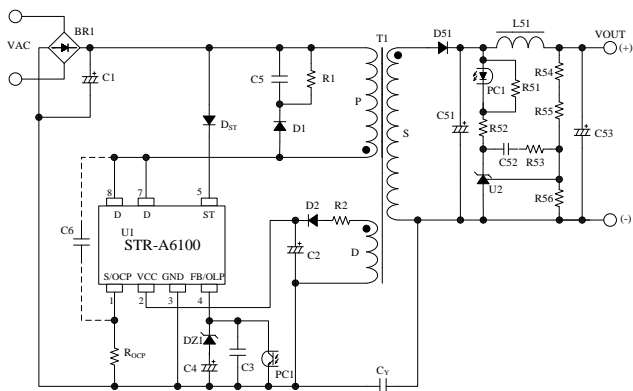 VAC
BR1
C1
C5
R1
D1
DST
T1
P
S
D
D51
L51
VOUT
(+)
PC1
R51
R54
R55
C51
R52
C52
R53
C53
U2
R56
(-)
8
7
5
D
D
ST
U1
STR-A6100
S/OCP
VCC
GND
FB/OLP
1
2
3
4
C6
D2
R2
C2
ROCP
DZ1
C4
C3
PC1
CY